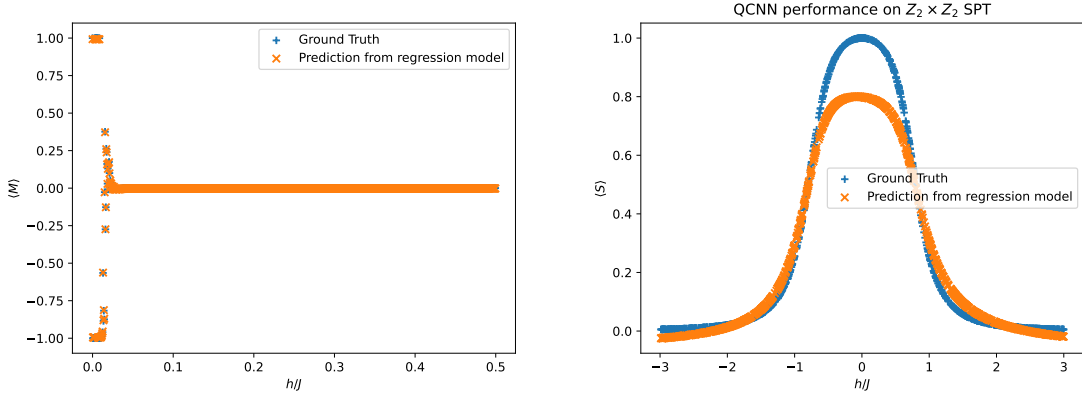 1.00
0.75
0.50
0.25
0.00
−0.25
−0.50
−0.75
−1.00
⟨M⟩
0.0 0.1 0.2 0.3 0.4 0.5
h/J
Ground Truth
Prediction from regression model
QCNN performance on Z₂ × Z₂ SPT
1.0
0.8
0.6
0.4
0.2
0.0
⟨S⟩
−3 −2 −1 0 1 2 3
h/J
Ground Truth
Prediction from regression model